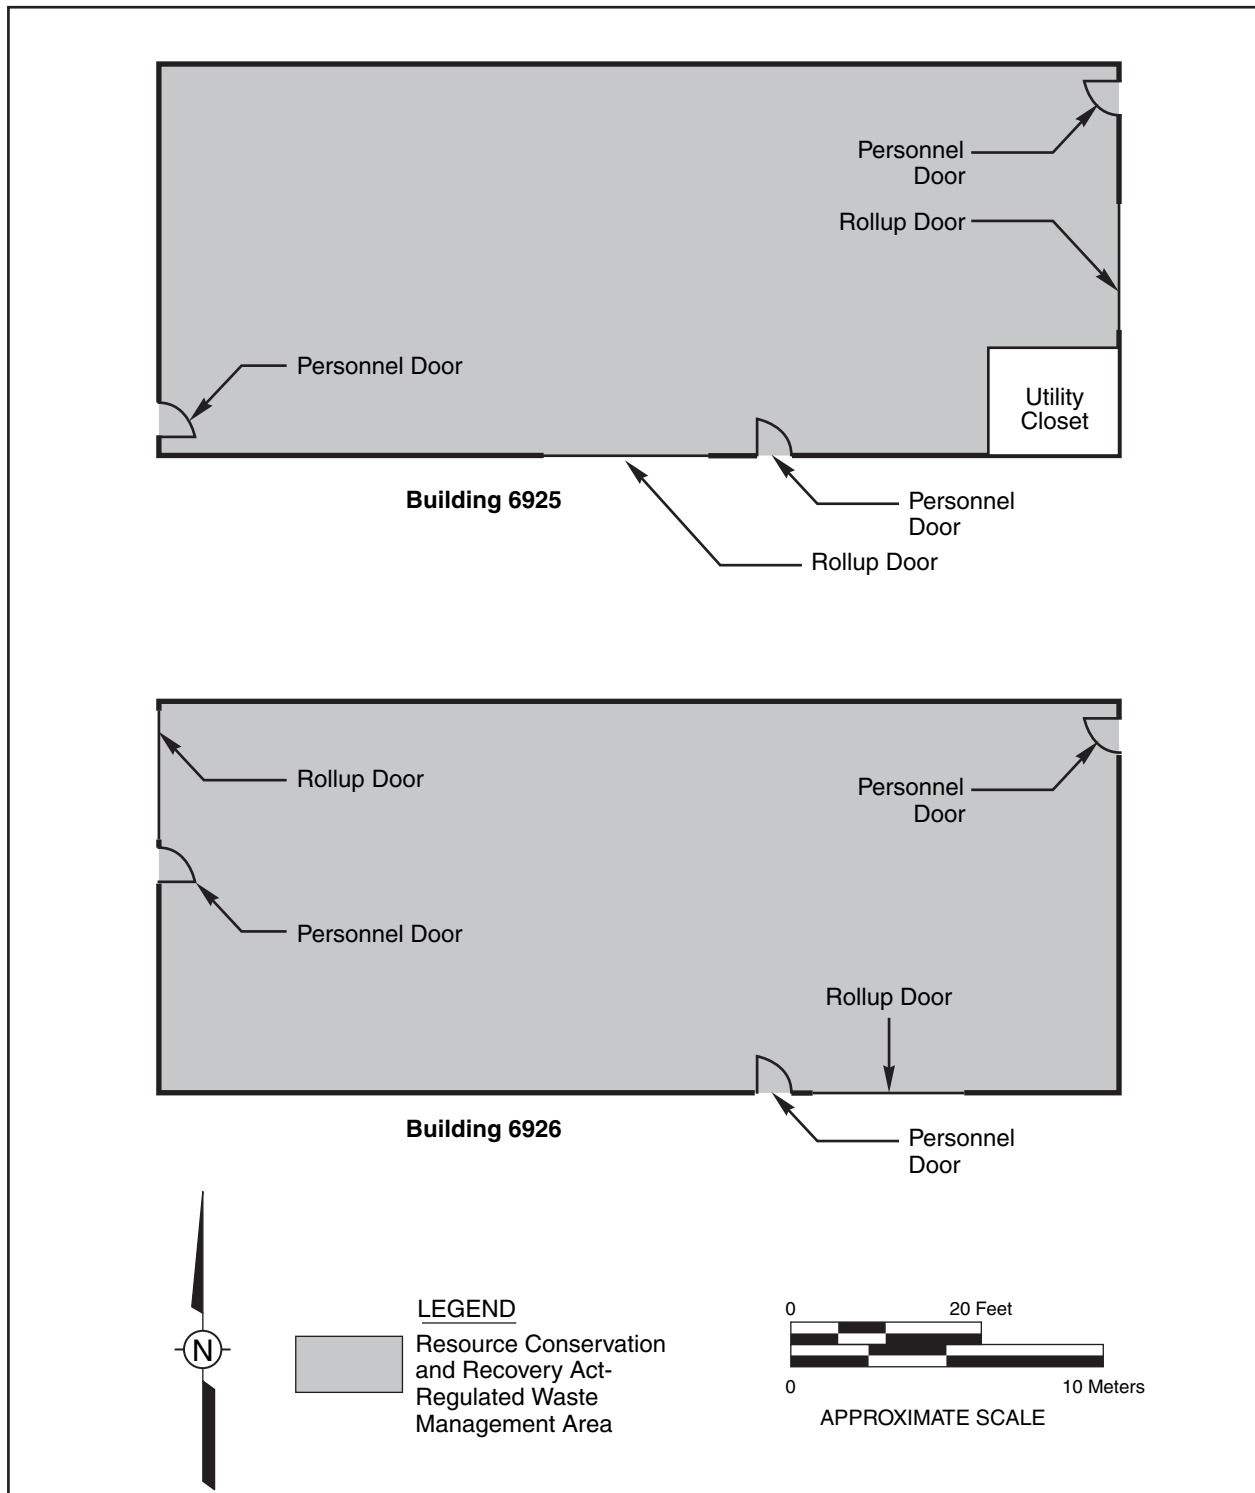 Personnel
Door
Rollup Door
Personnel Door
Utility
Closet
Building 6925
Personnel
Door
Rollup Door
Rollup Door
Personnel
Door
Personnel Door
Rollup Door
Building 6926
Personnel
Door
N
LEGEND
Resource Conservation
and Recovery Act-
Regulated Waste
Management Area
0 20 Feet
0 10 Meters
APPROXIMATE SCALE